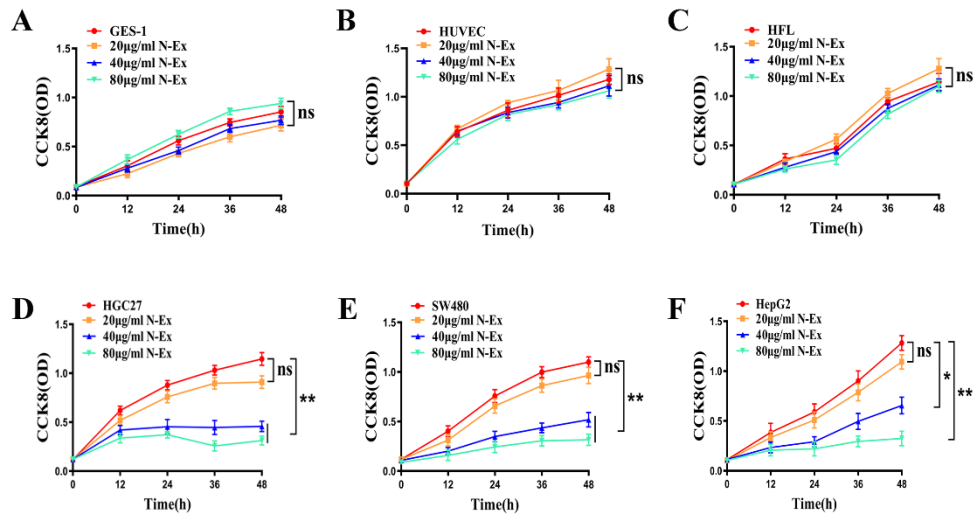 A
GES-1
20μg/ml N-Ex
40μg/ml N-Ex
80μg/ml N-Ex
CCK8(OD)
1.5
1.0
0.5
0.0
ns
0 12 24 36 48
Time(h)
B
HUVEC
20μg/ml N-Ex
40μg/ml N-Ex
80μg/ml N-Ex
CCK8(OD)
1.5
1.0
0.5
0.0
ns
0 12 24 36 48
Time(h)
C
HFL
20μg/ml N-Ex
40μg/ml N-Ex
80μg/ml N-Ex
CCK8(OD)
1.5
1.0
0.5
0.0
ns
0 12 24 36 48
Time(h)
D
HGC27
20μg/ml N-Ex
40μg/ml N-Ex
80μg/ml N-Ex
CCK8(OD)
1.5
1.0
0.5
0.0
ns
**
0 12 24 36 48
Time(h)
E
SW480
20μg/ml N-Ex
40μg/ml N-Ex
80μg/ml N-Ex
CCK8(OD)
1.5
1.0
0.5
0.0
ns
**
0 12 24 36 48
Time(h)
F
HepG2
20μg/ml N-Ex
40μg/ml N-Ex
80μg/ml N-Ex
CCK8(OD)
1.5
1.0
0.5
0.0
ns
*
**
0 12 24 36 48
Time(h)